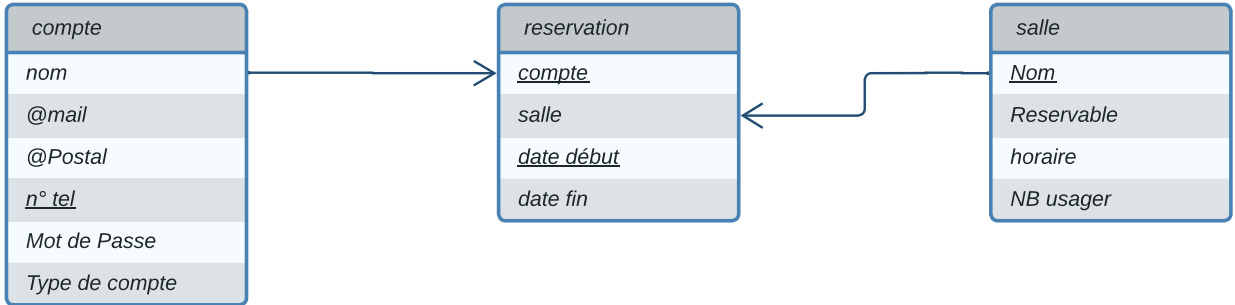 compte
nom
@mail
@Postal
n° tel
Mot de Passe
Type de compte
reservation
compte
salle
date début
date fin
salle
Nom
Reservable
horaire
NB usager